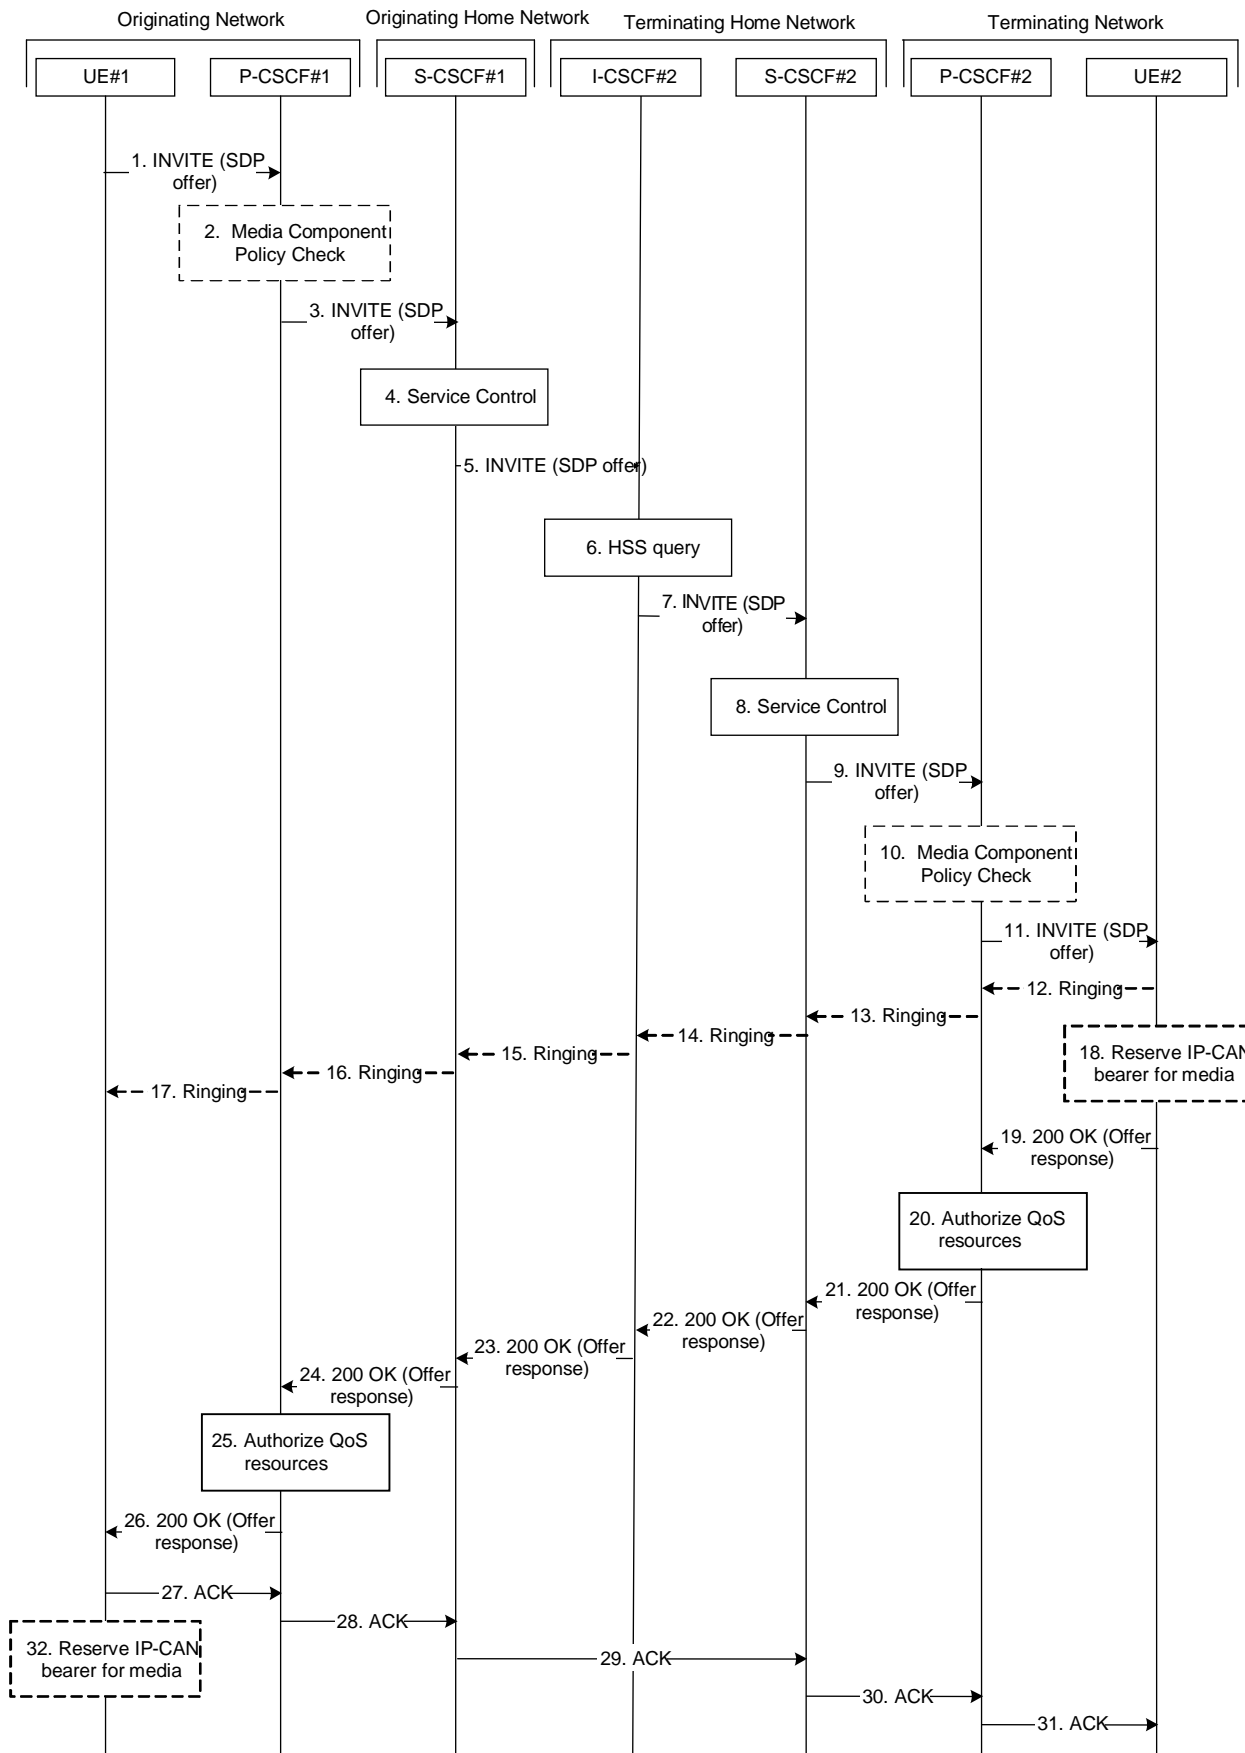 Originating Network
Originating Home Network
Terminating Home Network
Terminating Network
UE#1
P-CSCF#1
S-CSCF#1
I-CSCF#2
S-CSCF#2
P-CSCF#2
UE#2
1. INVITE (SDP
offer)
2. Media Component
Policy Check
3. INVITE (SDP
offer)
4. Service Control
5. INVITE (SDP offer)
6. HSS query
7. INVITE (SDP
offer)
8. Service Control
9. INVITE (SDP
offer)
10. Media Component
Policy Check
11. INVITE (SDP
offer)
12. Ringing
13. Ringing
14. Ringing
15. Ringing
16. Ringing
17. Ringing
18. Reserve IP-CAN
bearer for media
19. 200 OK (Offer
response)
20. Authorize QoS
resources
21. 200 OK (Offer
response)
22. 200 OK (Offer
response)
23. 200 OK (Offer
response)
24. 200 OK (Offer
response)
25. Authorize QoS
resources
26. 200 OK (Offer
response)
27. ACK
28. ACK
32. Reserve IP-CAN
bearer for media
29. ACK
30. ACK
31. ACK